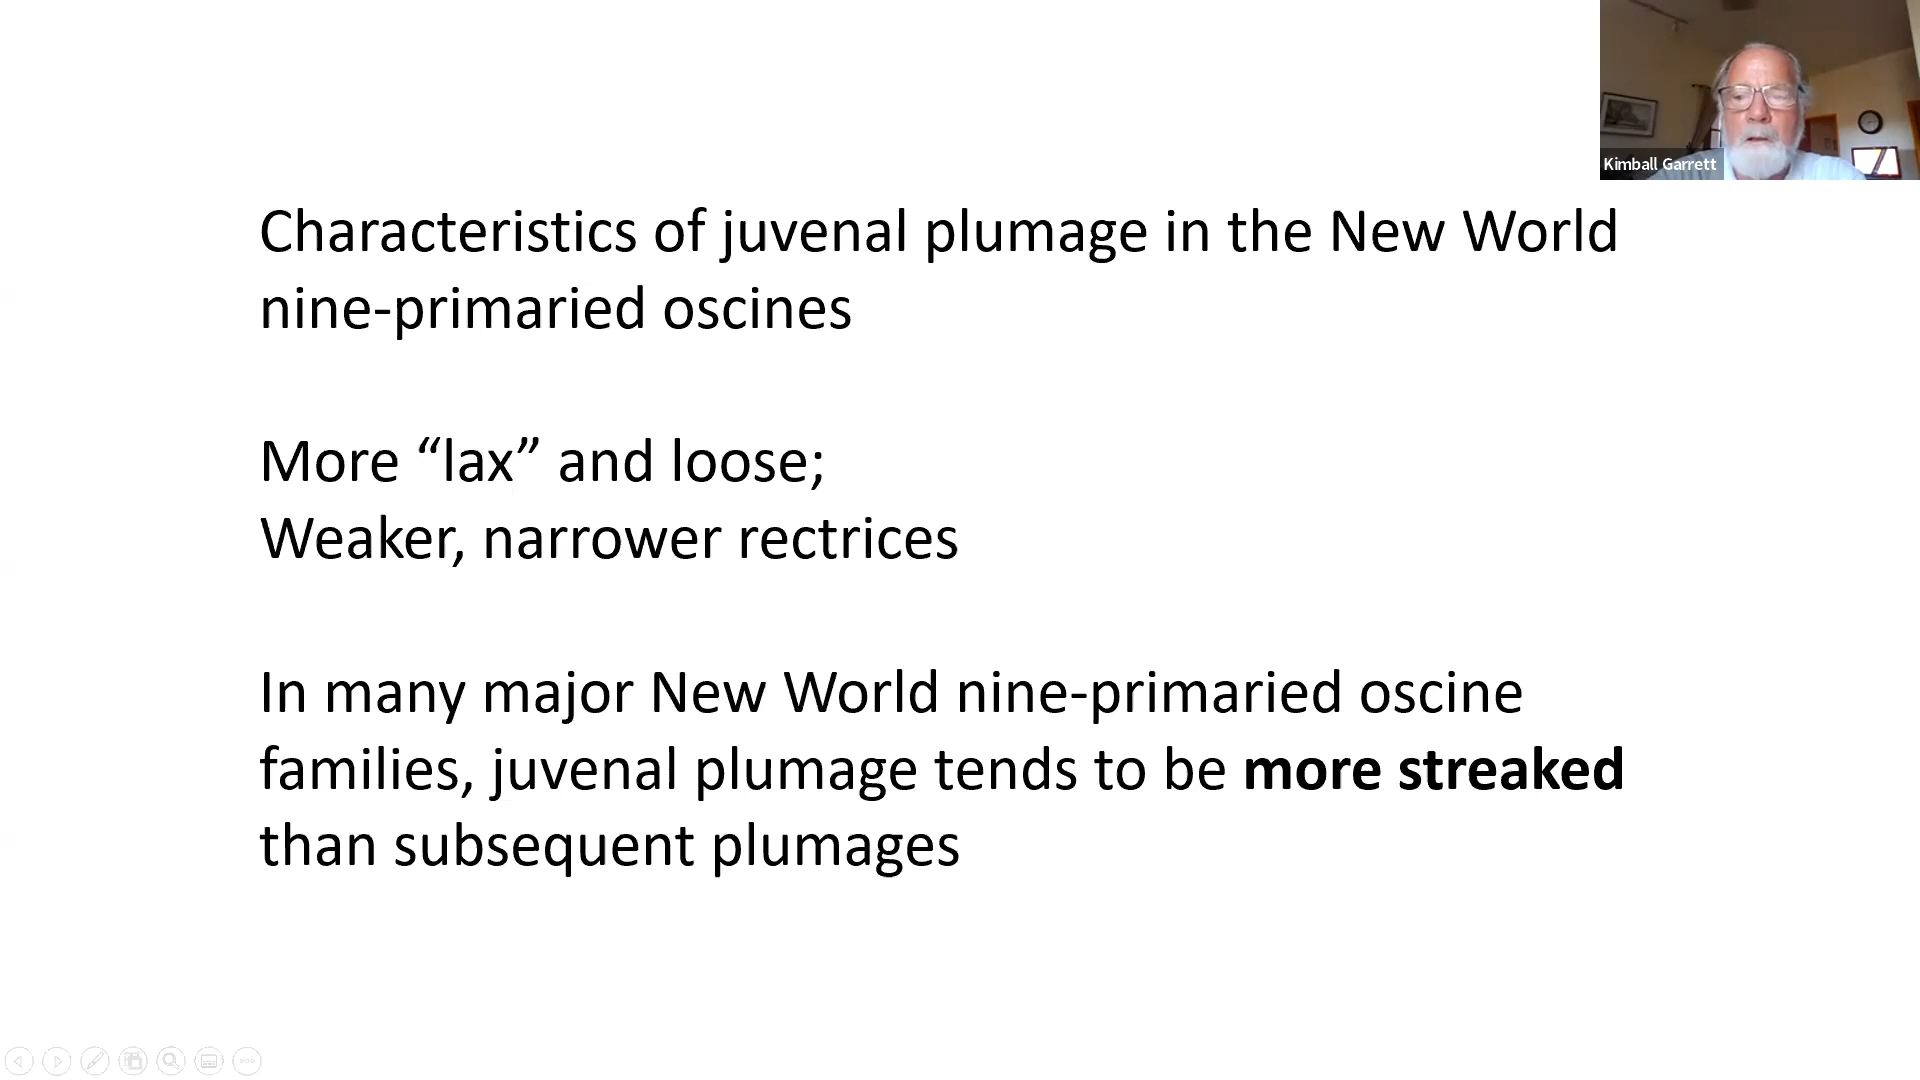 Kimball Garrett
Characteristics of juvenal plumage in the New World
nine-primaried oscines
More “lax” and loose;
Weaker, narrower rectrices
In many major New World nine-primaried oscine
families, juvenal plumage tends to be more streaked
than subsequent plumages